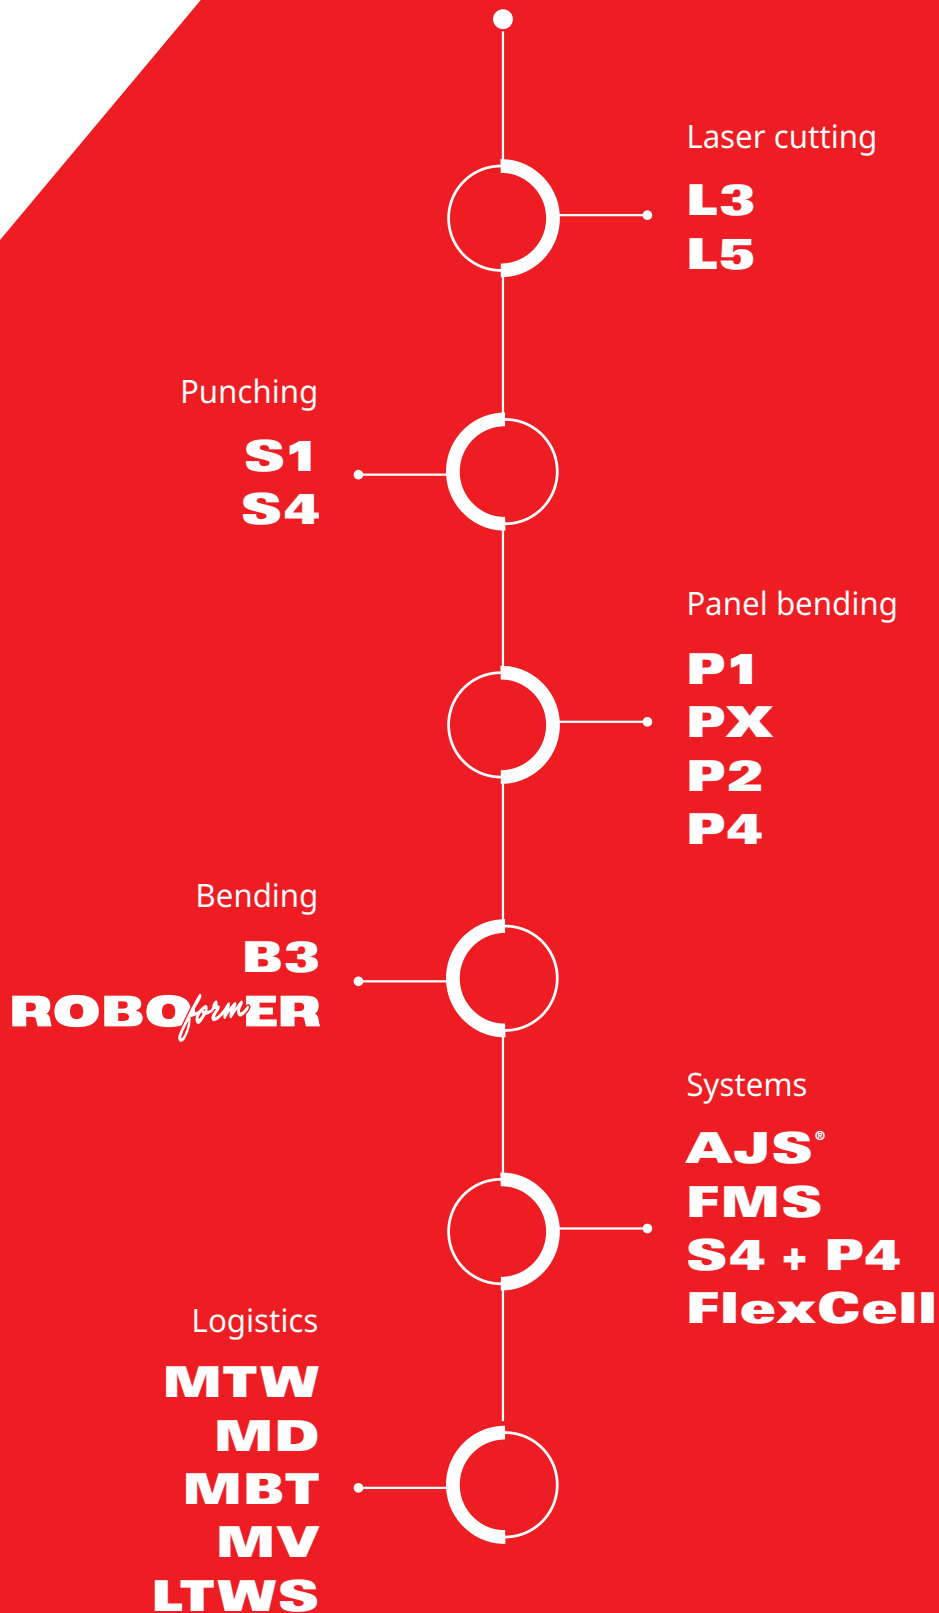 Laser cutting
L3
L5
Punching
S1
S4
Panel bending
P1
PX
P2
P4
Bending
B3
ROBOformER
Systems
AJS®
FMS
S4 + P4
FlexCell
Logistics
MTW
MD
MBT
MV
LTWS